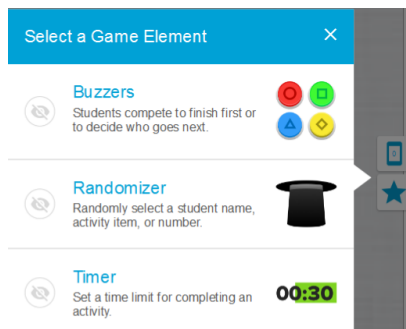 Select a Game Element
Buzzers
Students compete to finish first or
to decide who goes next.
Randomizer
Randomly select a student name,
activity item, or number.
0
Timer
Set a time limit for completing an
activity.
00:30